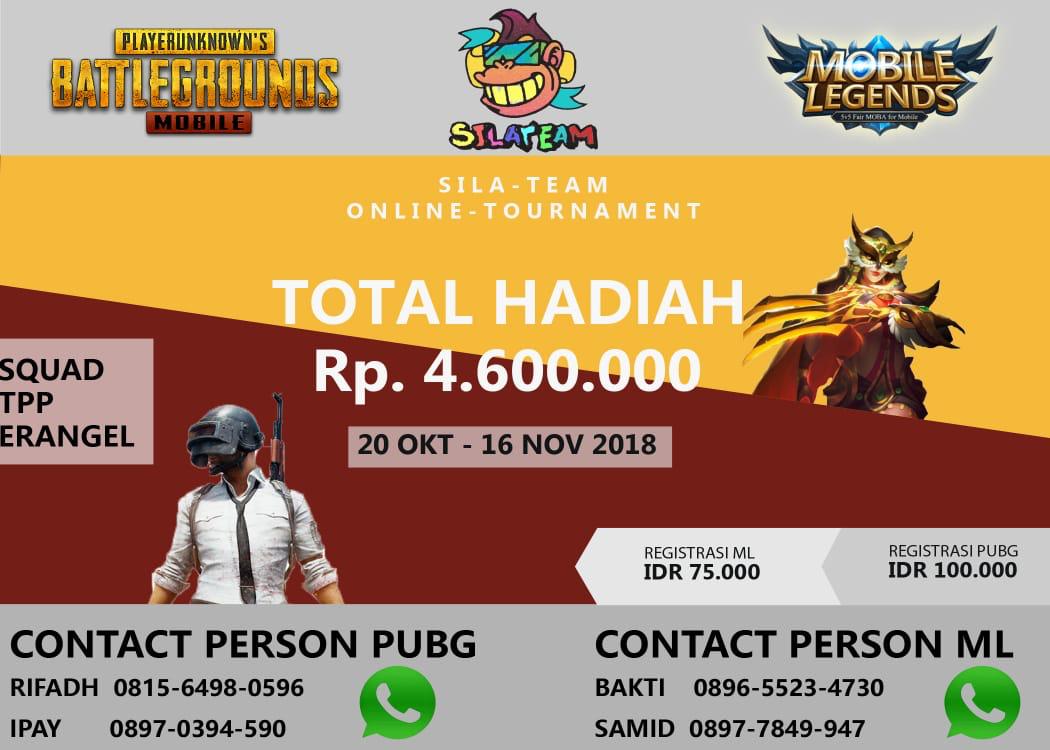 PLAYERUNKNOWN'S
BATTLEGROUNDS
MOBILE
SILATEAM
MOBILE
LEGENDS
5v5 Fair MOBA for Mobile
SILA-TEAM
ONLINE-TOURNAMENT
TOTAL HADIAH
Rp. 4.600.000
SQUAD
TPP
ERANGEL
20 OKT - 16 NOV 2018
REGISTRASI ML
IDR 75.000
REGISTRASI PUBG
IDR 100.000
CONTACT PERSON PUBG
RIFADH 0815-6498-0596
IPAY 0897-0394-590
CONTACT PERSON ML
BAKTI 0896-5523-4730
SAMID 0897-7849-947